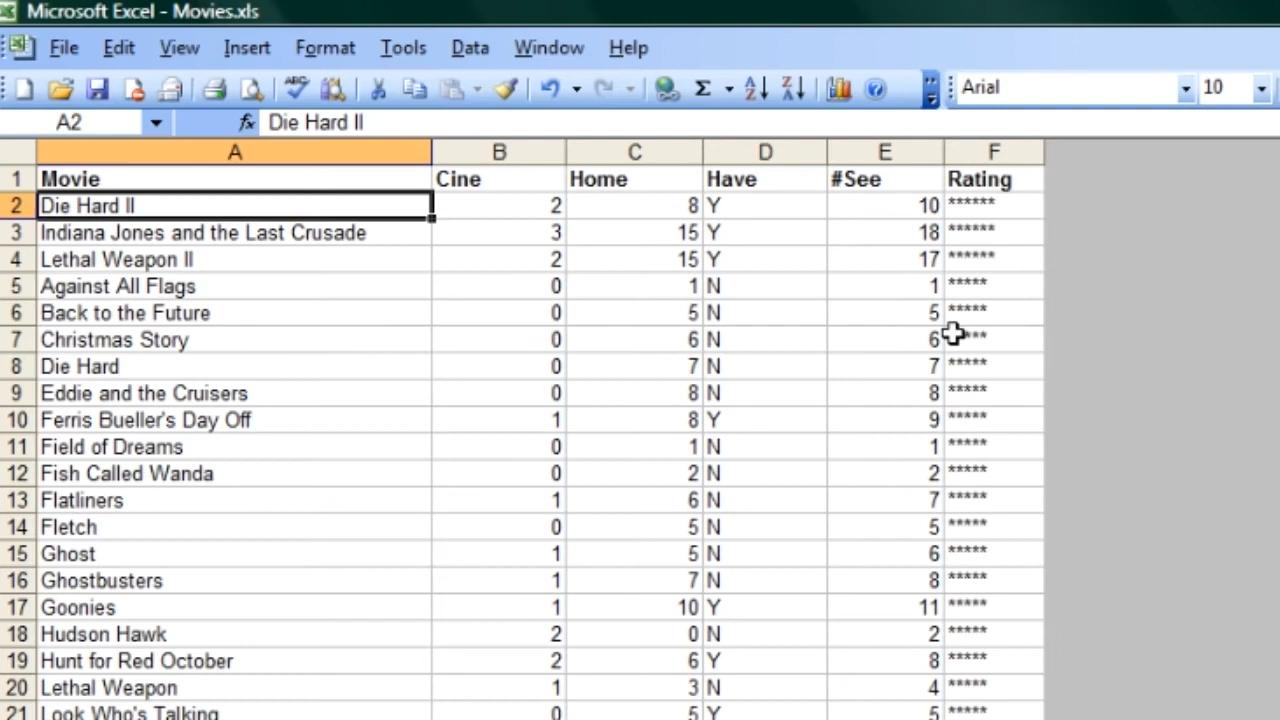 Microsoft Excel - Movies.xls
File Edit View Insert Format Tools Data Window Help
Arial 10
A2 fx Die Hard II
A B C D E F
1 Movie Cine Home Have #See Rating
2 Die Hard II 2 8 Y 10 ******
3 Indiana Jones and the Last Crusade 3 15 Y 18 ******
4 Lethal Weapon II 2 15 Y 17 ******
5 Against All Flags 0 1 N 1 *****
6 Back to the Future 0 5 N 5 *****
7 Christmas Story 0 6 N 6 ****
8 Die Hard 0 7 N 7 *****
9 Eddie and the Cruisers 0 8 N 8 *****
10 Ferris Bueller's Day Off 1 8 Y 9 *****
11 Field of Dreams 0 1 N 1 *****
12 Fish Called Wanda 0 2 N 2 *****
13 Flatliners 1 6 N 7 *****
14 Fletch 0 5 N 5 *****
15 Ghost 1 5 N 6 *****
16 Ghostbusters 1 7 N 8 *****
17 Goonies 1 10 Y 11 *****
18 Hudson Hawk 2 0 N 2 *****
19 Hunt for Red October 2 6 Y 8 *****
20 Lethal Weapon 1 3 N 4 *****
21 Look Who's Talking 0 5 Y 5 *****